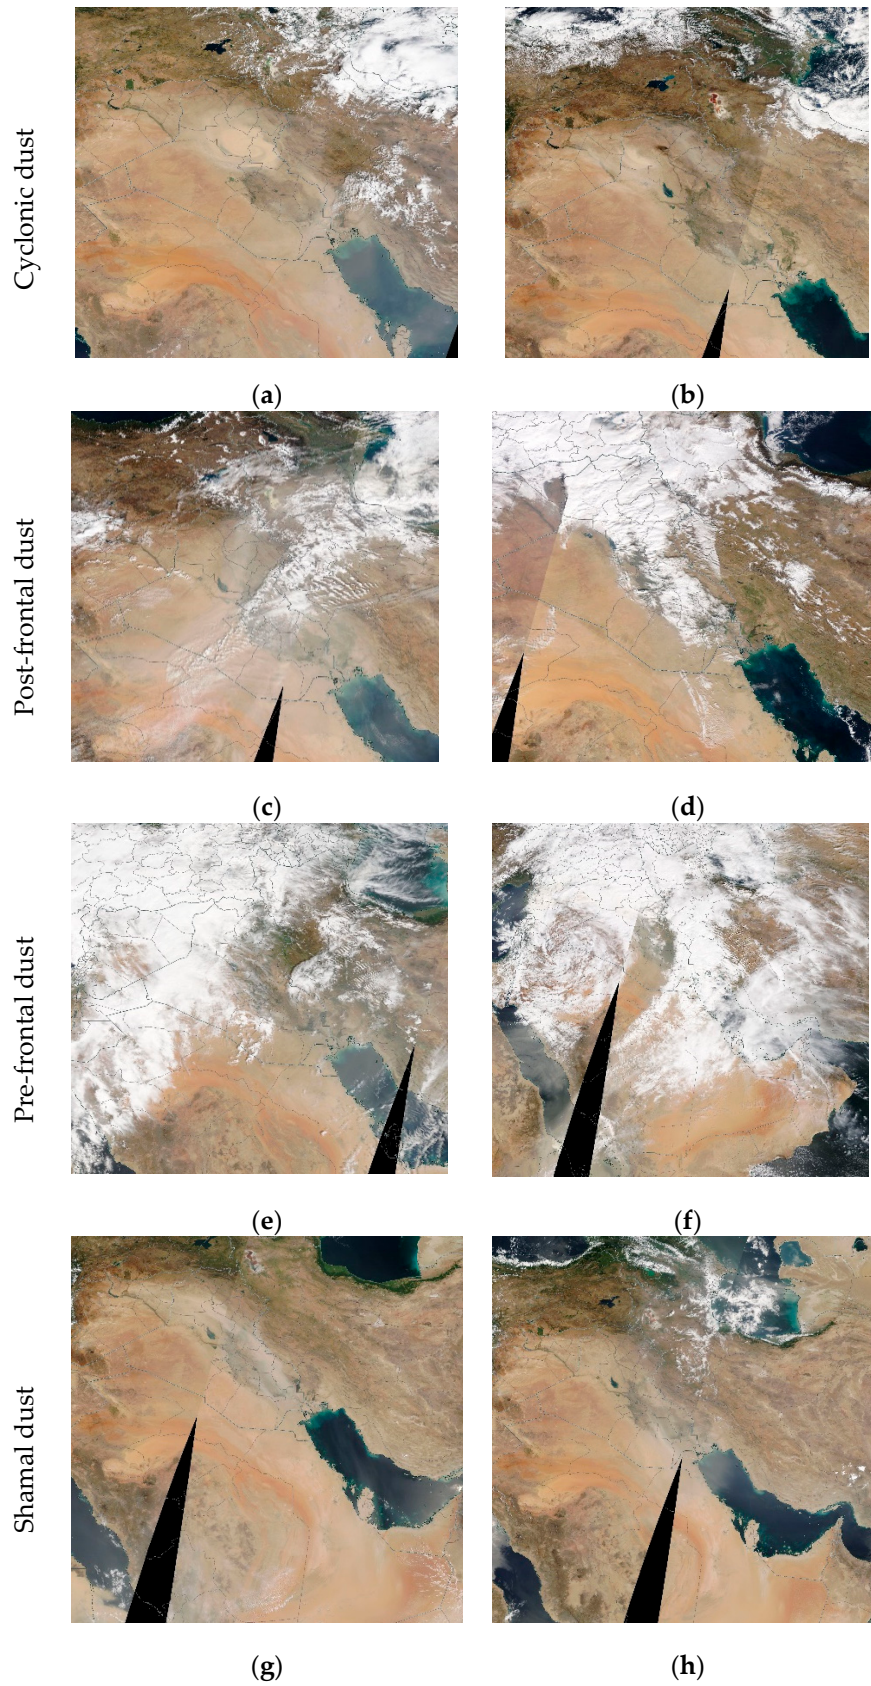 Cyclonic dust
(a)
(b)
Post-frontal dust
(c)
(d)
Pre-frontal dust
(e)
(f)
Shamal dust
(g)
(h)